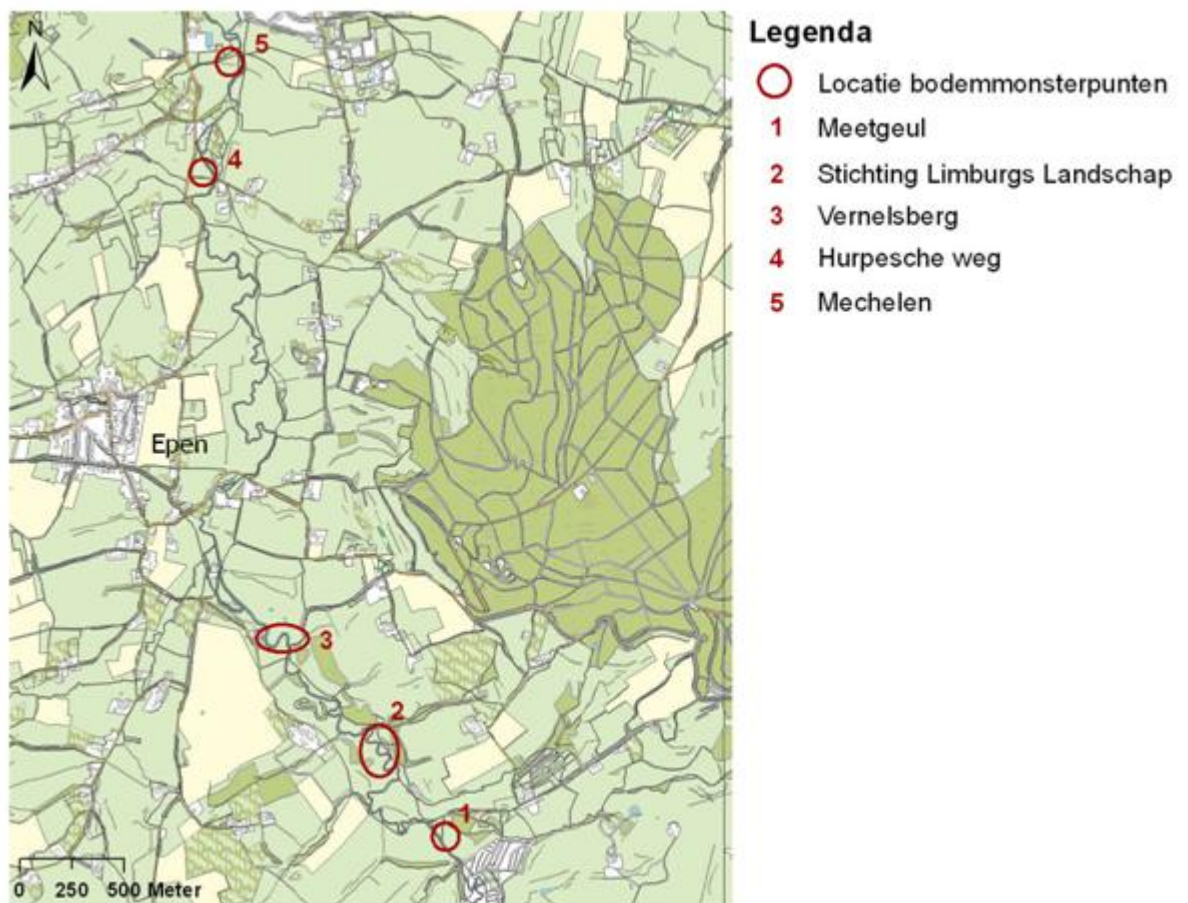 N
5
4
Epen
3
2
1
0 250 500 Meter
Legenda
Locatie bodemmonsterpunten
1 Meetgeul
2 Stichting Limburgs Landschap
3 Vernelsberg
4 Hurpesche weg
5 Mechelen